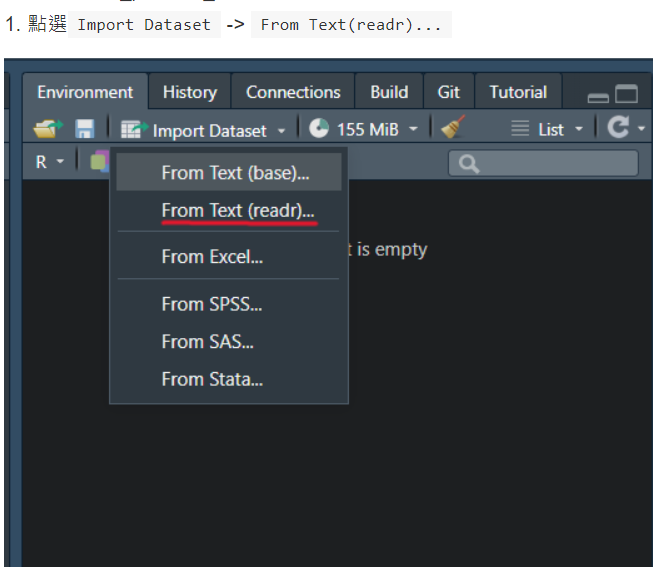 1. 點選 Import Dataset -> From Text(readr)...
Environment History Connections Build Git Tutorial
Import Dataset 155 MiB List
R
From Text (base)...
From Text (readr)...
t is empty
From Excel...
From SPSS...
From SAS...
From Stata...